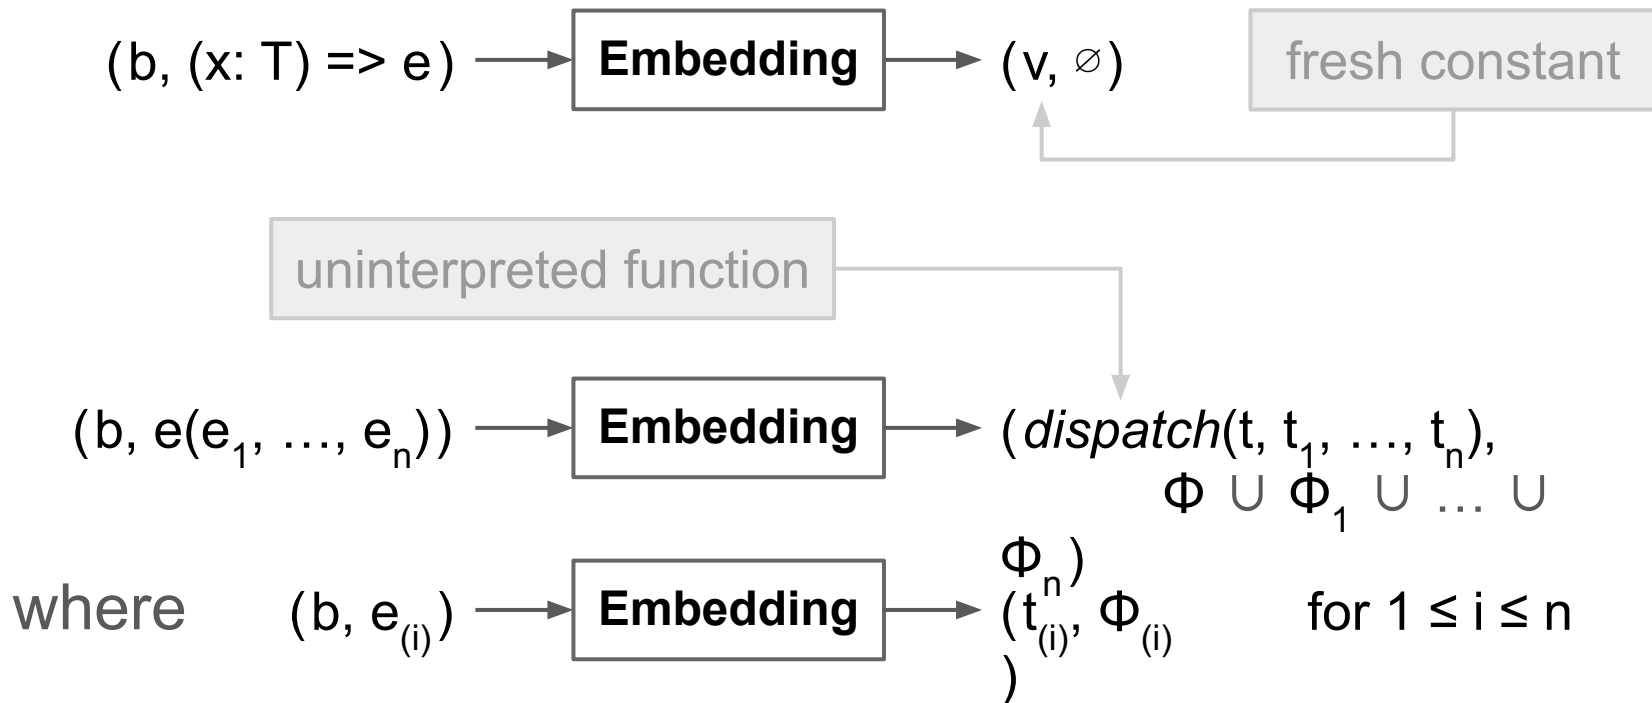 (b, (x: T) => e) Embedding (v, ∅) fresh constant
uninterpreted function
(b, e(e₁, …, eₙ)) Embedding (dispatch(t, t₁, …, tₙ),
Φ ∪ Φ₁ ∪ … ∪
Φₙ)
where (b, e₍ᵢ₎) Embedding (t₍ᵢ₎, Φ₍ᵢ₎ for 1 ≤ i ≤ n
)